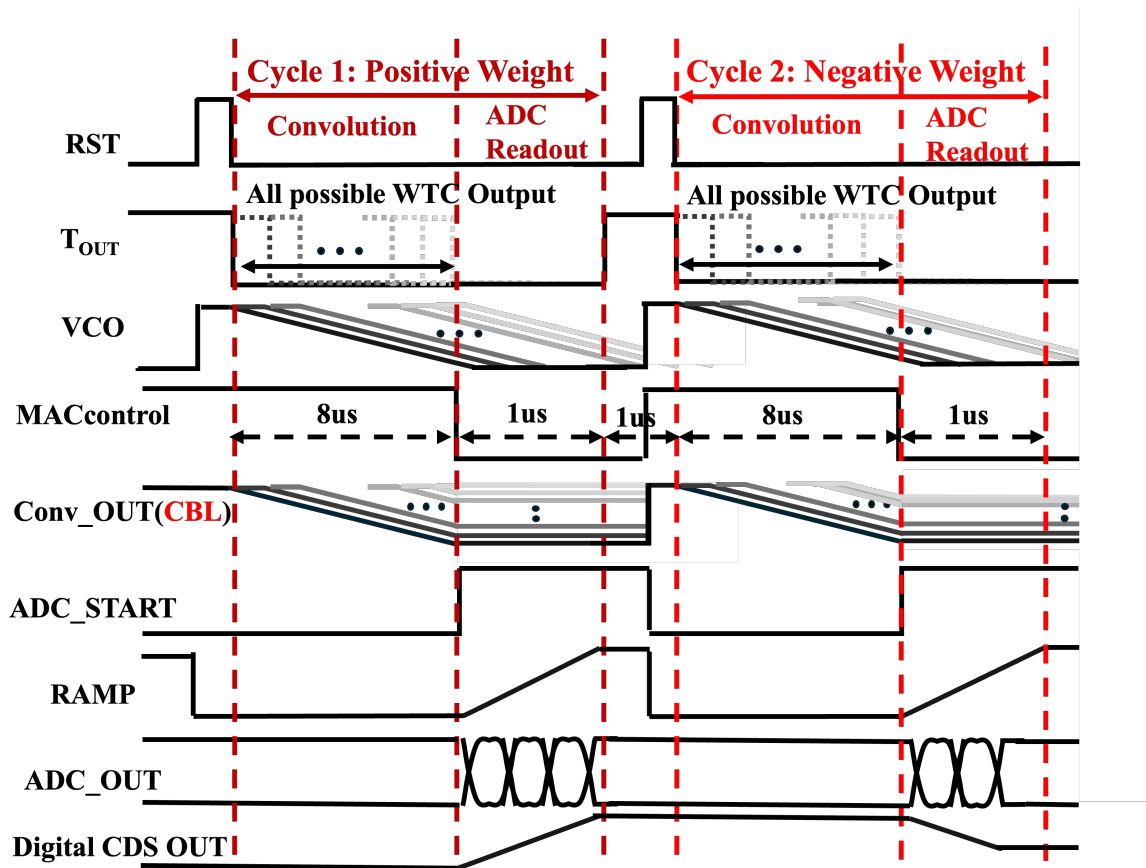 Cycle 1: Positive Weight
Cycle 2: Negative Weight
RST
Convolution
ADC
Readout
Convolution
ADC
Readout
All possible WTC Output
All possible WTC Output
TOUT
VCO
MACcontrol
8us
1us
1us
8us
1us
Conv_OUT(CBL)
ADC_START
RAMP
ADC_OUT
Digital CDS OUT